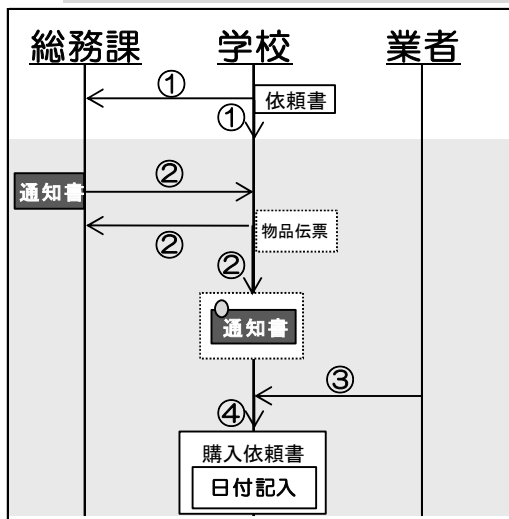 総務課 学校 業者
①
依頼書
①
通知書 ②
② 物品伝票
②
通知書
③
④
購入依頼書
日付記入